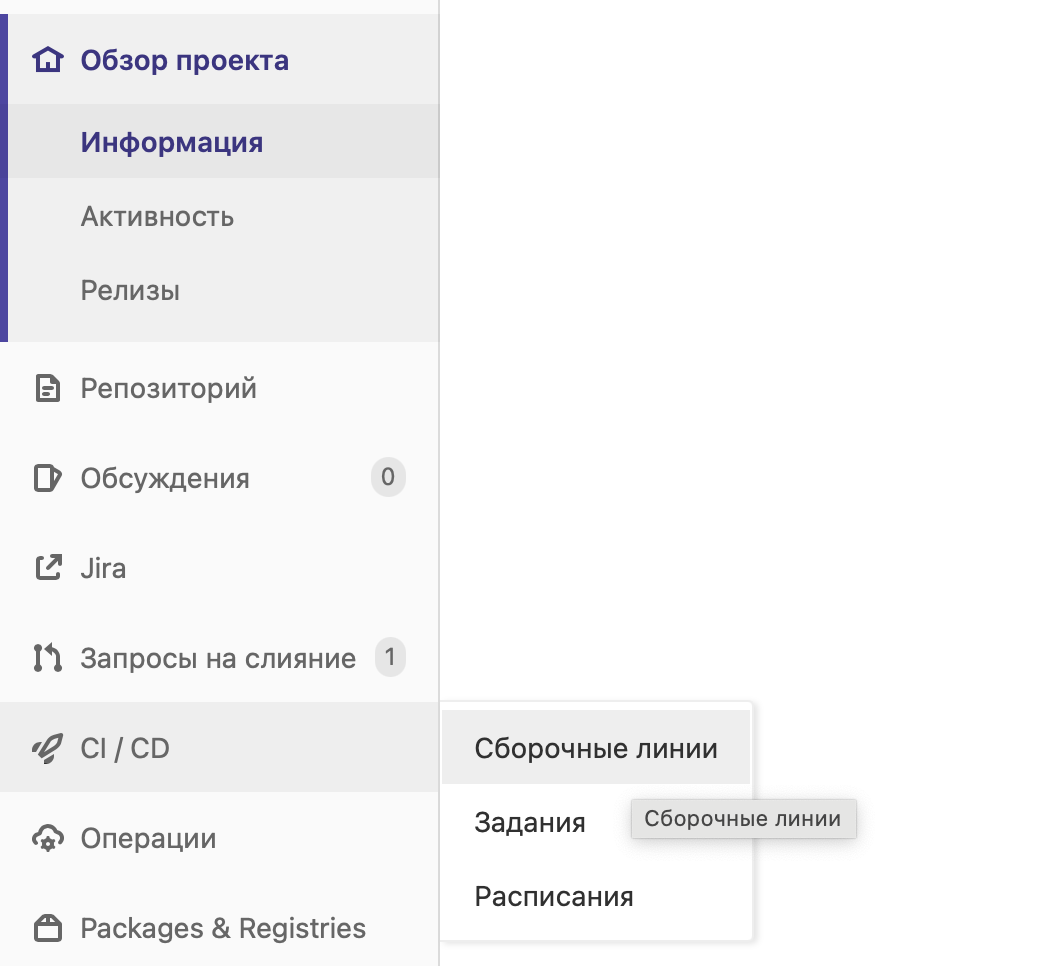 Обзор проекта
Информация
Активность
Релизы
Репозиторий
Обсуждения 0
Jira
Запросы на слияние 1
CI / CD
Сборочные линии
Задания
Сборочные линии
Расписания
Операции
Packages & Registries